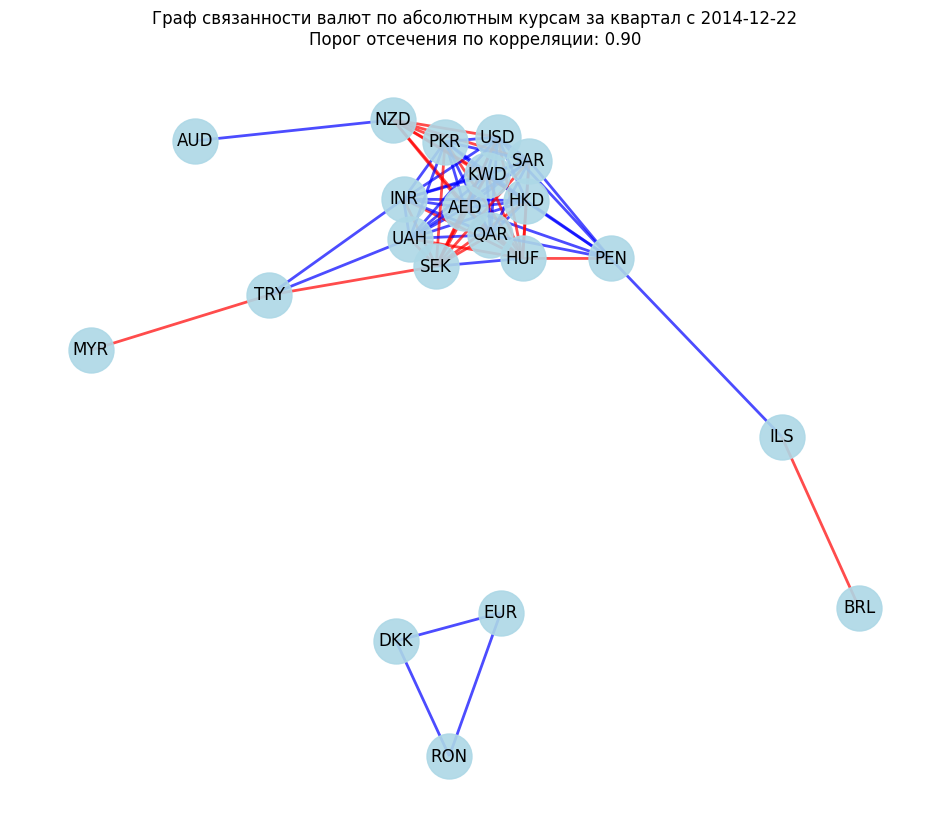 Граф связанности валют по абсолютным курсам за квартал с 2014-12-22
Порог отсечения по корреляции: 0.90
NZD
USD
AUD
PKR
SAR
KWD
INR
AED
HKD
UAH
QAR
SEK
HUF
PEN
TRY
MYR
ILS
BRL
EUR
DKK
RON